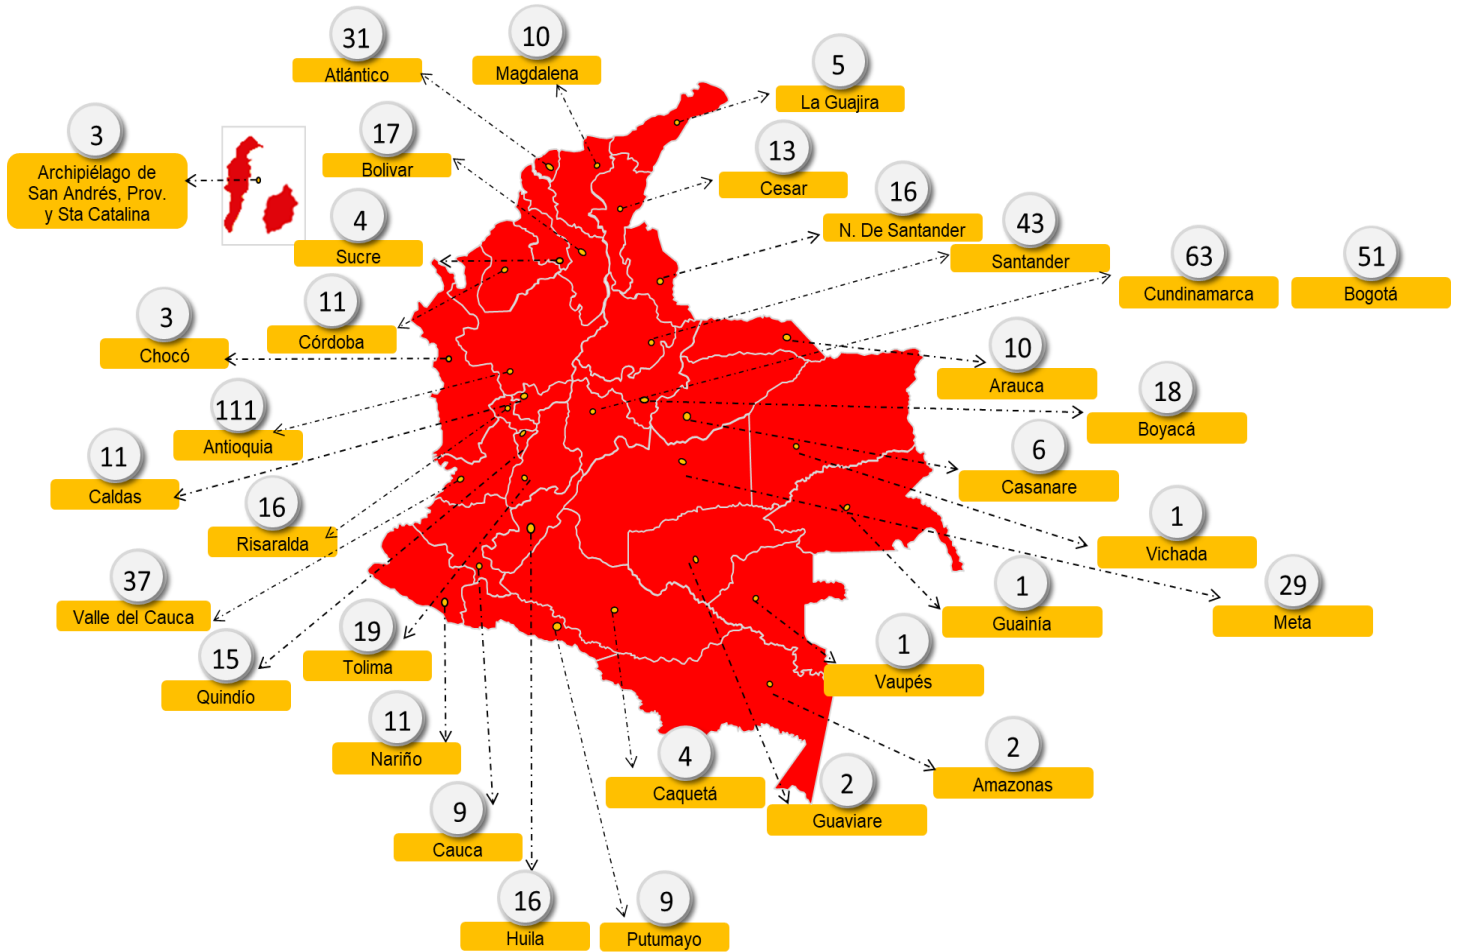 31
Atlántico
10
Magdalena
5
La Guajira
3
Archipiélago de
San Andrés, Prov.
y Sta Catalina
17
Bolivar
13
Cesar
16
N. De Santander
4
Sucre
43
Santander
63
Cundinamarca
51
Bogotá
11
Córdoba
3
Chocó
10
Arauca
111
Antioquia
18
Boyacá
11
Caldas
6
Casanare
16
Risaralda
1
Vichada
37
Valle del Cauca
1
Guainía
29
Meta
19
Tolima
15
Quindío
1
Vaupés
11
Nariño
4
Caquetá
2
Amazonas
2
Guaviare
9
Cauca
16
Huila
9
Putumayo